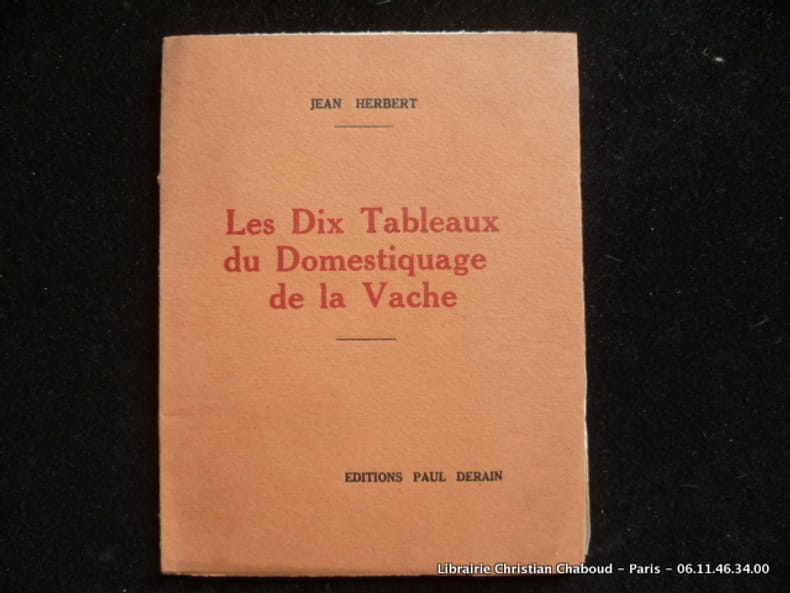 JEAN HERBERT
Les Dix Tableaux
du Domestiquage
de la Vache
EDITIONS PAUL DERAIN
Librairie Christian Chaboud - Paris - 06.11.46.34.00